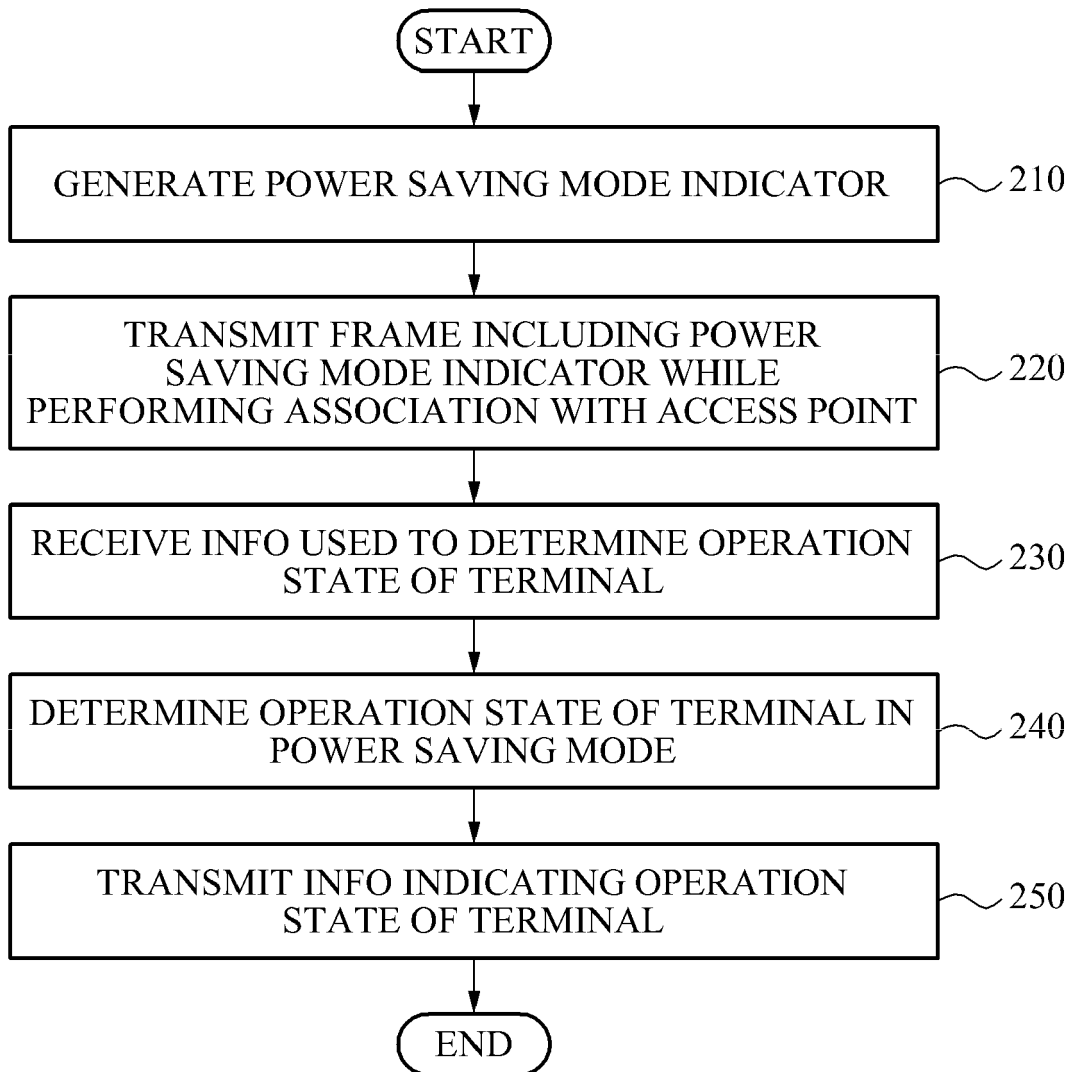 START
GENERATE POWER SAVING MODE INDICATOR
210
TRANSMIT FRAME INCLUDING POWER
SAVING MODE INDICATOR WHILE
PERFORMING ASSOCIATION WITH ACCESS POINT
220
RECEIVE INFO USED TO DETERMINE OPERATION
STATE OF TERMINAL
230
DETERMINE OPERATION STATE OF TERMINAL IN
POWER SAVING MODE
240
TRANSMIT INFO INDICATING OPERATION
STATE OF TERMINAL
250
END